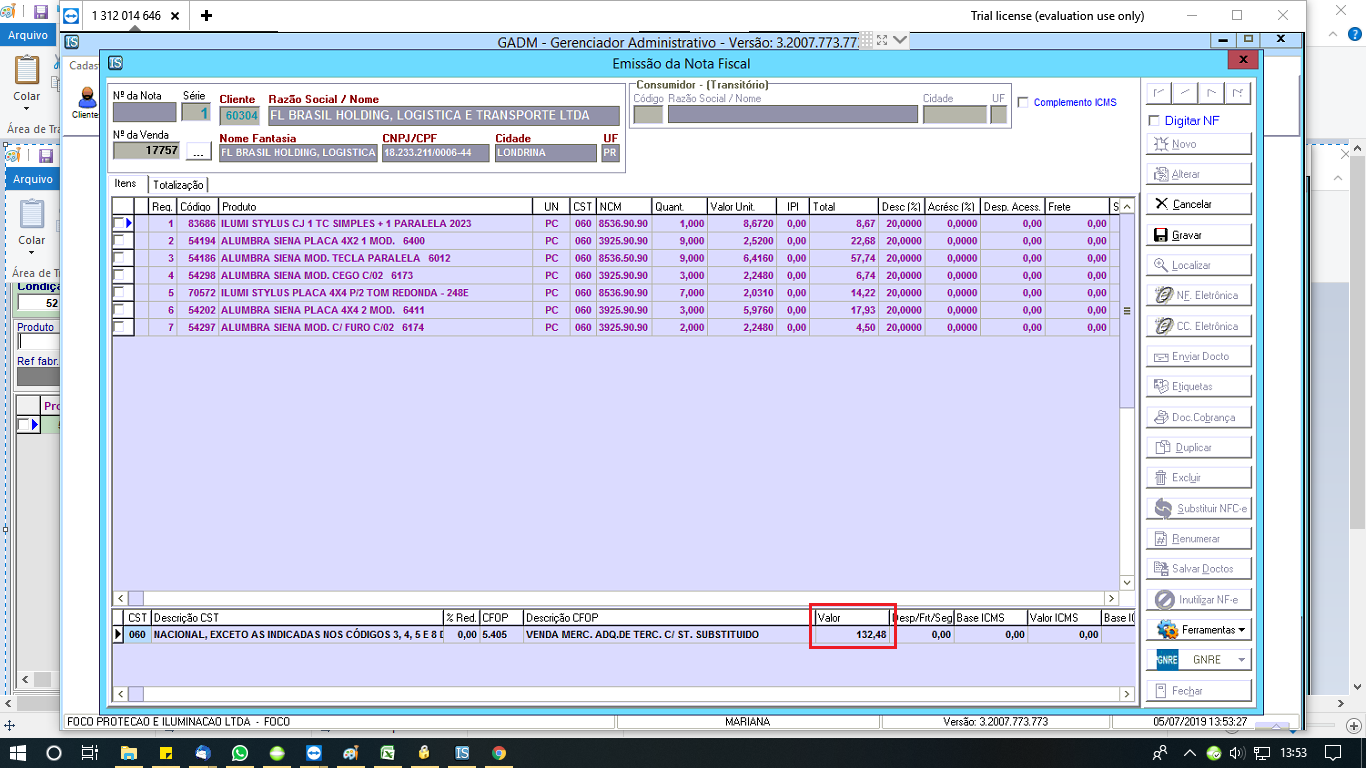 1 312 014 646 × +
Trial license (evaluation use only)
Arquivo
GADM - Gerenciador Administrativo - Versão: 3.2007.773.77
Cadas
Emissão da Nota Fiscal
Colar
Clientes
Área de Tra
Nº da Nota
Série
Cliente
Razão Social / Nome
1
60304
FL BRASIL HOLDING, LOGISTICA E TRANSPORTE LTDA
Nº da Venda
17757
...
Nome Fantasia
CNPJ/CPF
Cidade
UF
FL BRASIL HOLDING, LOGISTICA
18.233.211/0006-44
LONDRINA
PR
Consumidor - (Transitório)
Código Razão Social / Nome
Cidade
UF
Complemento ICMS
Arquivo
Colar
Área de Tr
Condiçã
52
Produto
Ref fabr.
Pro
Itens
Totalização
Req. Código Produto UN CST NCM Quant. Valor Unit. IPI Total Desc (%) Acrésc (%) Desp. Acess. Frete S
1 83686 ILUMI STYLUS CJ 1 TC SIMPLES + 1 PARALELA 2023 PC 060 8536.90.90 1,000 8,6720 0,00 8,67 20,0000 0,0000 0,00 0,00
2 54194 ALUMBRA SIENA PLACA 4X2 1 MOD. 6400 PC 060 3925.90.90 9,000 2,5200 0,00 22,68 20,0000 0,0000 0,00 0,00
3 54186 ALUMBRA SIENA MOD. TECLA PARALELA 6012 PC 060 8536.50.90 9,000 6,4160 0,00 57,74 20,0000 0,0000 0,00 0,00
4 54298 ALUMBRA SIENA MOD. CEGO C/02 6173 PC 060 3925.90.90 3,000 2,2480 0,00 6,74 20,0000 0,0000 0,00 0,00
5 70572 ILUMI STYLUS PLACA 4X4 P/2 TOM REDONDA - 248E PC 060 8536.90.90 7,000 2,0310 0,00 14,22 20,0000 0,0000 0,00 0,00
6 54202 ALUMBRA SIENA PLACA 4X4 2 MOD. 6411 PC 060 3925.90.90 3,000 5,9760 0,00 17,93 20,0000 0,0000 0,00 0,00
7 54297 ALUMBRA SIENA MOD. C/ FURO C/02 6174 PC 060 3925.90.90 2,000 2,2480 0,00 4,50 20,0000 0,0000 0,00 0,00
CST Descrição CST % Red. CFOP Descrição CFOP Valor Desp/Frt/Seg Base ICMS Valor ICMS Base IC
060 NACIONAL, EXCETO AS INDICADAS NOS CÓDIGOS 3, 4, 5 E 8 D 0,00 5.405 VENDA MERC. ADQ.DE TERC. C/ ST. SUBSTITUIDO 132,48 0,00 0,00 0,00
Digitar NF
Novo
Alterar
Cancelar
Gravar
Localizar
NF. Eletrônica
CC. Eletrônica
Enviar Docto
Etiquetas
Doc.Cobrança
Duplicar
Excluir
Substituir NFC-e
Renumerar
Salvar Doctos
Inutilizar NF-e
Ferramentas
GNRE GNRE
Fechar
FOCO PROTECAO E ILUMINACAO LTDA - FOCO
MARIANA
Versão: 3.2007.773.773
05/07/2019 13:53:27
13:53